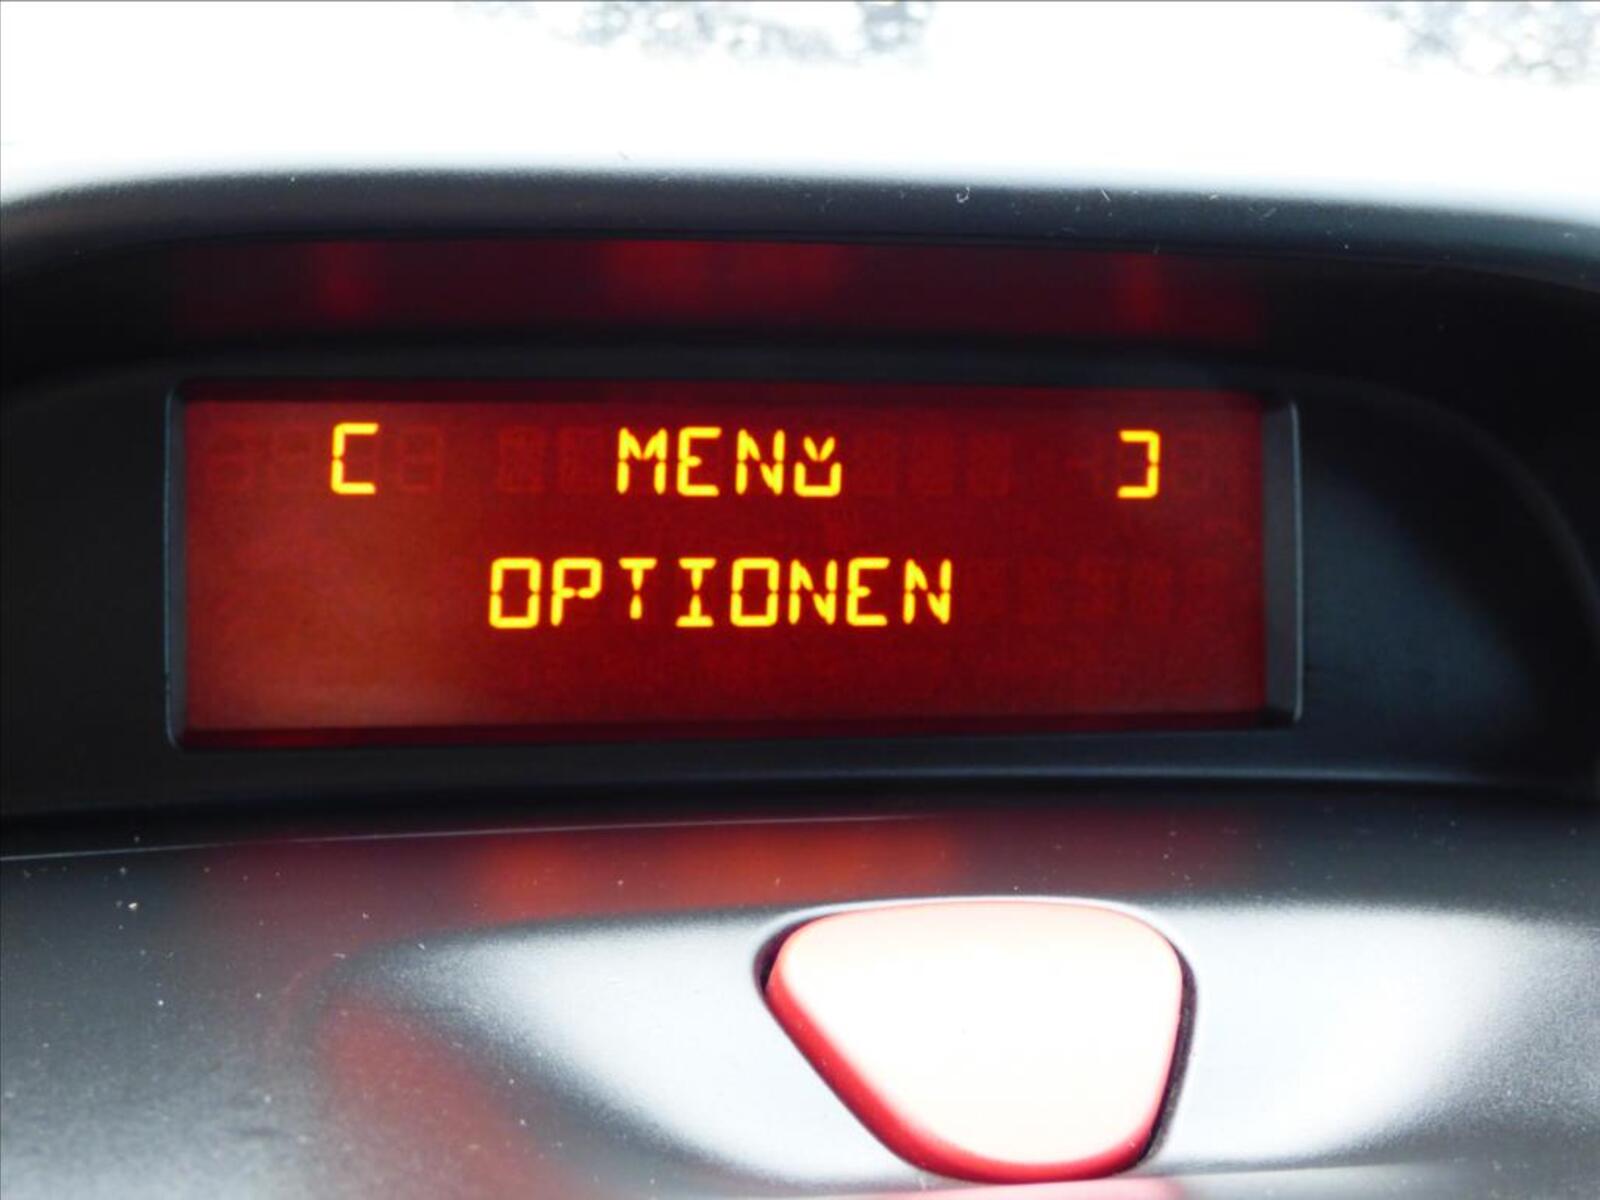 [ MENÜ ]
OPTIONEN